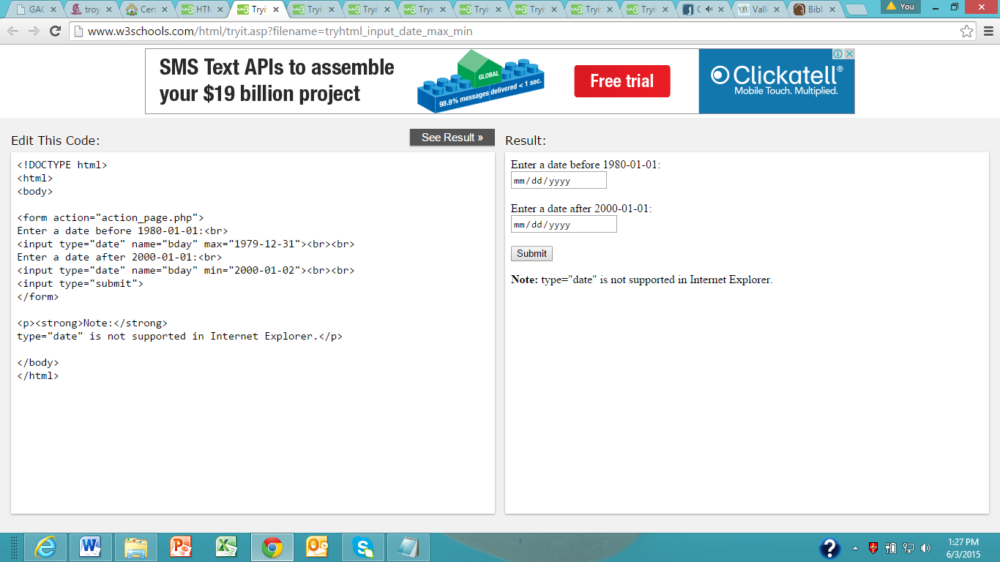 GAC
troy
Cert
HTM
Tryi
Tryi
Tryi
Tryi
Tryi
Tryi
Tryi
Tryi
Vall
Bibl
You
www.w3schools.com/html/tryit.asp?filename=tryhtml_input_date_max_min
SMS Text APIs to assemble
your $19 billion project
GLOBAL
98.9% messages delivered < 1 sec.
Free trial
Clickatell®
Mobile Touch. Multiplied.
Edit This Code:
See Result »
<!DOCTYPE html>
<html>
<body>
<form action="action_page.php">
Enter a date before 1980-01-01:<br>
<input type="date" name="bday" max="1979-12-31"><br><br>
Enter a date after 2000-01-01:<br>
<input type="date" name="bday" min="2000-01-02"><br><br>
<input type="submit">
</form>
<p><strong>Note:</strong>
type="date" is not supported in Internet Explorer.</p>
</body>
</html>
Result:
Enter a date before 1980-01-01:
mm/dd/yyyy
Enter a date after 2000-01-01:
mm/dd/yyyy
Submit
Note: type="date" is not supported in Internet Explorer.
1:27 PM
6/3/2015